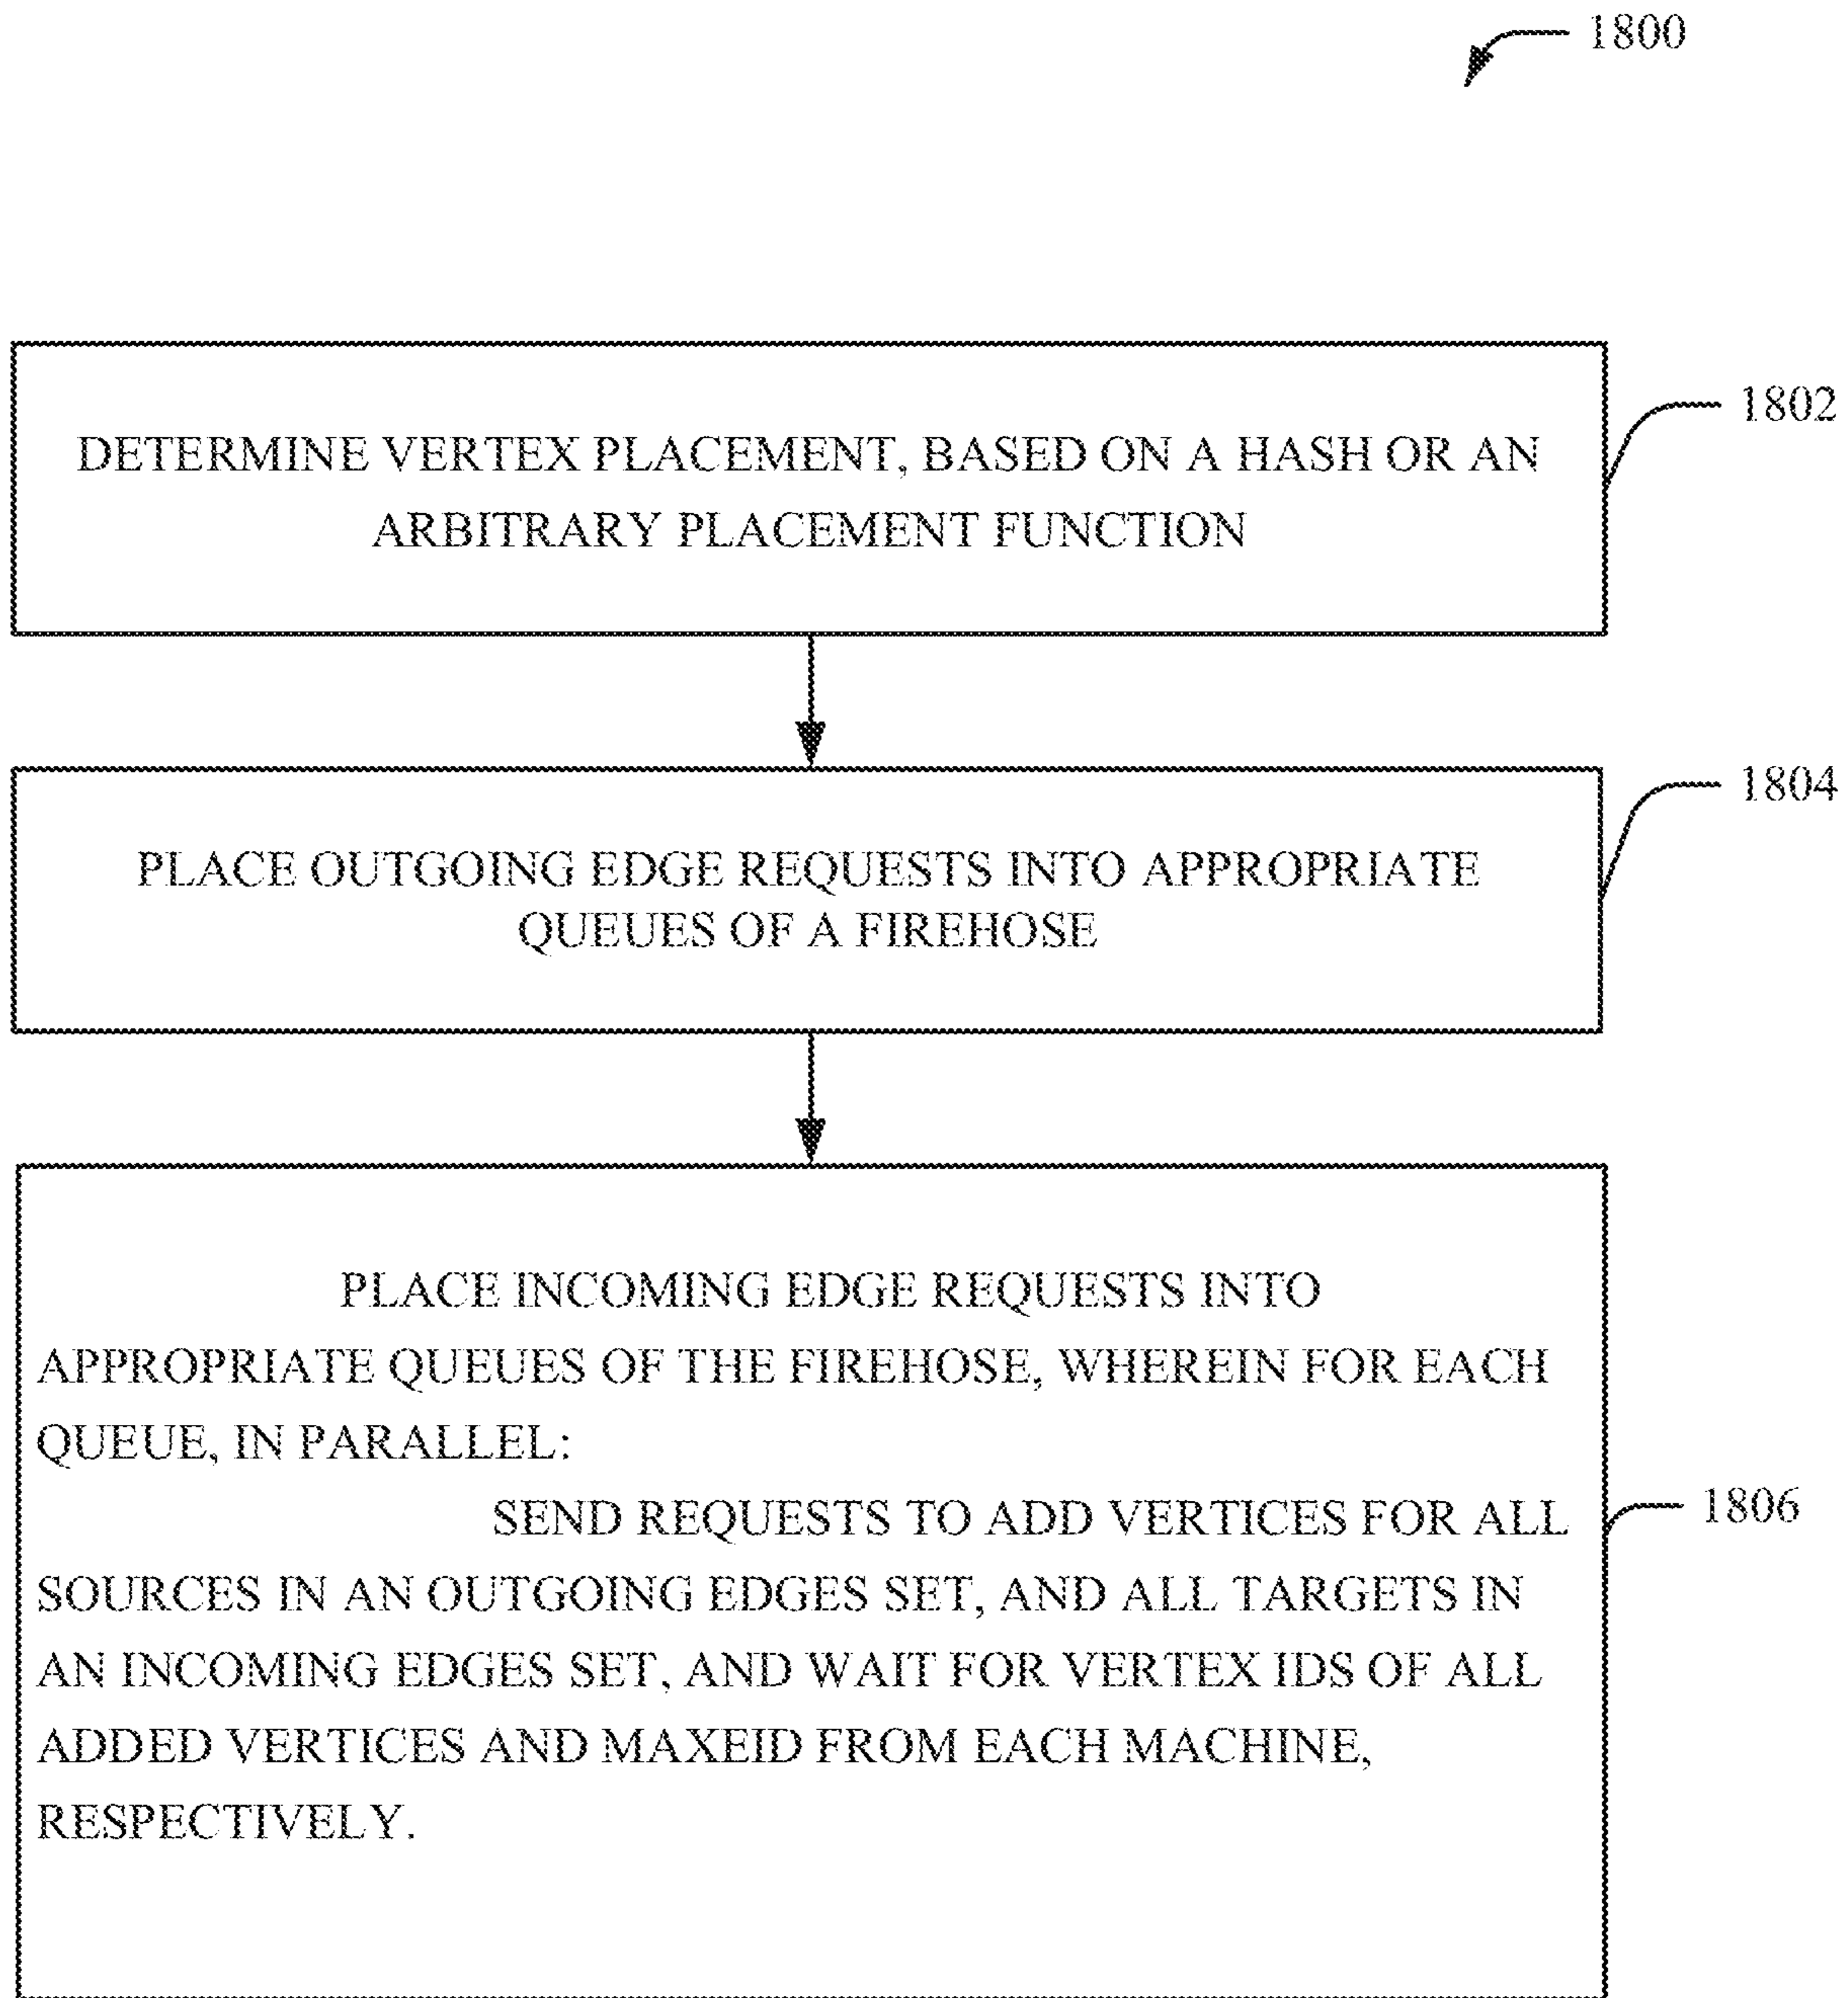 1800
DETERMINE VERTEX PLACEMENT, BASED ON A HASH OR AN
ARBITRARY PLACEMENT FUNCTION
1802
PLACE OUTGOING EDGE REQUESTS INTO APPROPRIATE
QUEUES OF A FIREHOSE
1804
PLACE INCOMING EDGE REQUESTS INTO
APPROPRIATE QUEUES OF THE FIREHOSE, WHEREIN FOR EACH
QUEUE, IN PARALLEL:
SEND REQUESTS TO ADD VERTICES FOR ALL
SOURCES IN AN OUTGOING EDGES SET, AND ALL TARGETS IN
AN INCOMING EDGES SET, AND WAIT FOR VERTEX IDS OF ALL
ADDED VERTICES AND MAXEID FROM EACH MACHINE,
RESPECTIVELY.
1806